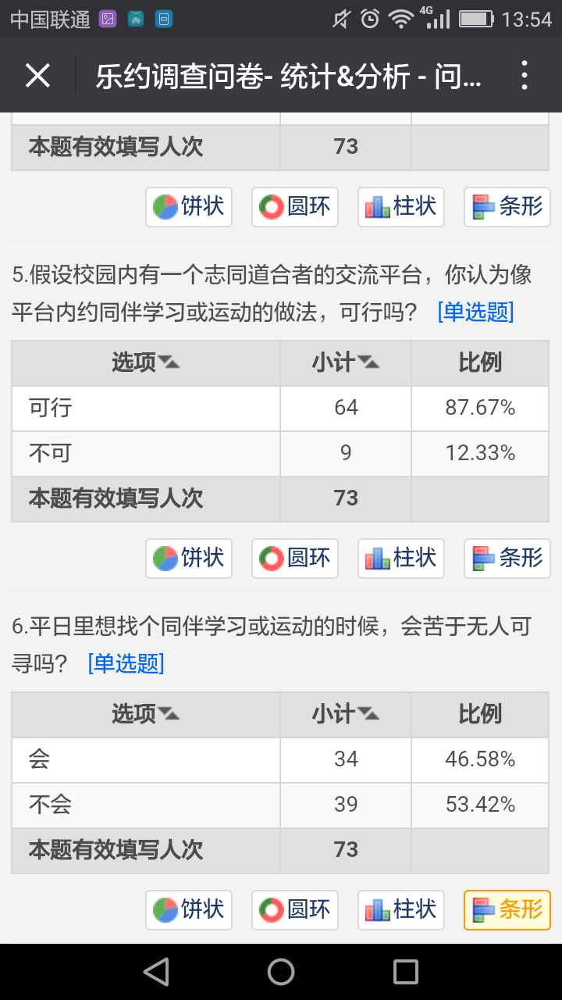 中国联通 4G 13:54
乐约调查问卷- 统计&分析 - 问...
本题有效填写人次 73
饼状 圆环 柱状 条形
5.假设校园内有一个志同道合者的交流平台，你认为像
平台内约同伴学习或运动的做法，可行吗? [单选题]
选项 小计 比例
可行 64 87.67%
不可 9 12.33%
本题有效填写人次 73
饼状 圆环 柱状 条形
6.平日里想找个同伴学习或运动的时候，会苦于无人可
寻吗? [单选题]
选项 小计 比例
会 34 46.58%
不会 39 53.42%
本题有效填写人次 73
饼状 圆环 柱状 条形